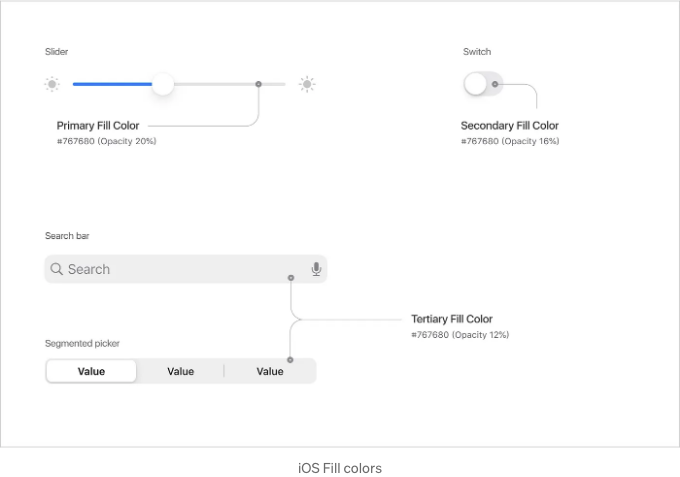 Slider
Switch
Primary Fill Color
#767680 (Opacity 20%)
Secondary Fill Color
#767680 (Opacity 16%)
Search bar
Search
Tertiary Fill Color
#767680 (Opacity 12%)
Segmented picker
Value Value Value
iOS Fill colors